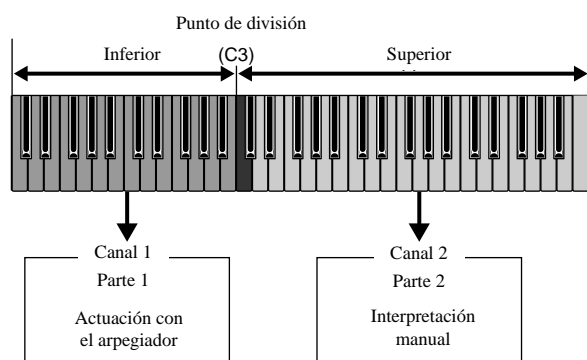 Punto de división
Inferior
(C3)
Superior
Canal 1
Parte 1
Actuación con
el arpegiador
Canal 2
Parte 2
Interpretación
manual